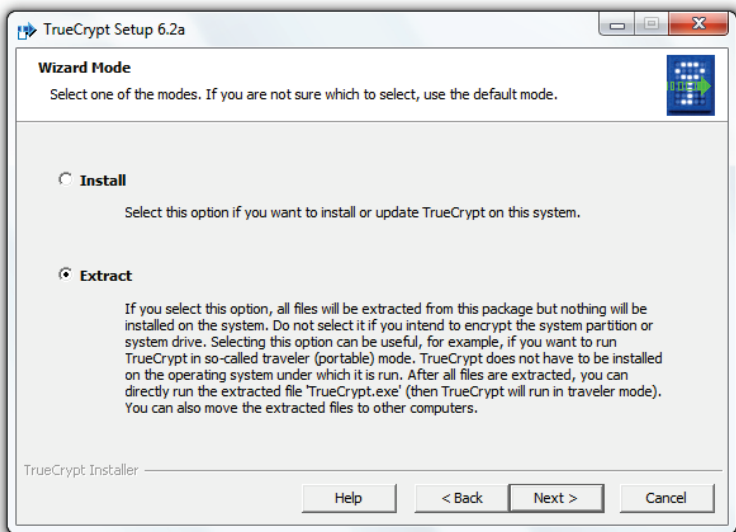 TrueCrypt Setup 6.2a
Wizard Mode
Select one of the modes. If you are not sure which to select, use the default mode.
Install
Select this option if you want to install or update TrueCrypt on this system.
Extract
If you select this option, all files will be extracted from this package but nothing will be
installed on the system. Do not select it if you intend to encrypt the system partition or
system drive. Selecting this option can be useful, for example, if you want to run
TrueCrypt in so-called traveler (portable) mode. TrueCrypt does not have to be installed
on the operating system under which it is run. After all files are extracted, you can
directly run the extracted file 'TrueCrypt.exe' (then TrueCrypt will run in traveler mode).
You can also move the extracted files to other computers.
TrueCrypt Installer
Help
< Back
Next >
Cancel